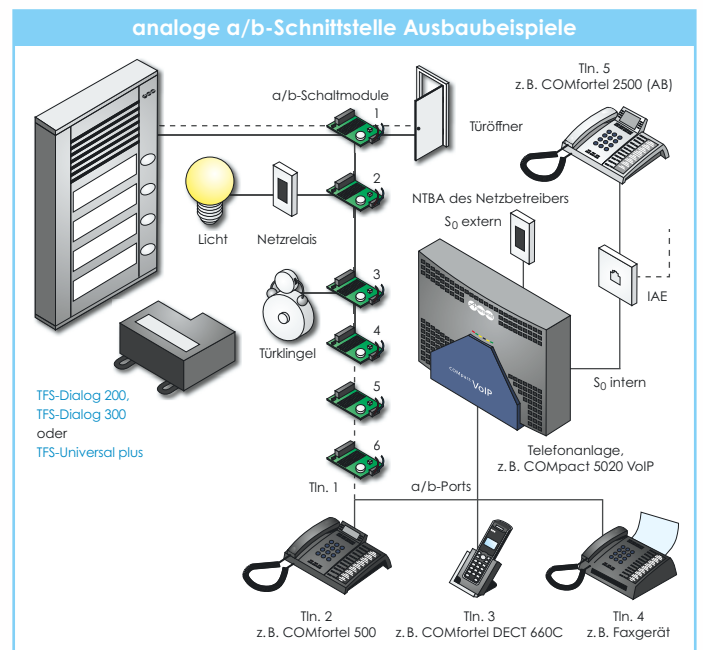 analoge a/b-Schnittstelle Ausbaubeispiele
Tln. 5
z.B. COMfortel 2500 (AB)
a/b-Schaltmodule
1
Türöffner
2
NTBA des Netzbetreibers
S₀ extern
Licht
Netzrelais
3
IAE
Türklingel
4
COMpact VoIP
S₀ intern
TFS-Dialog 200,
TFS-Dialog 300
oder
TFS-Universal plus
5
6
Telefonanlage,
z.B. COMpact 5020 VoIP
Tln. 1
a/b-Ports
Tln. 2
z.B. COMfortel 500
Tln. 3
z.B. COMfortel DECT 660C
Tln. 4
z.B. Faxgerät